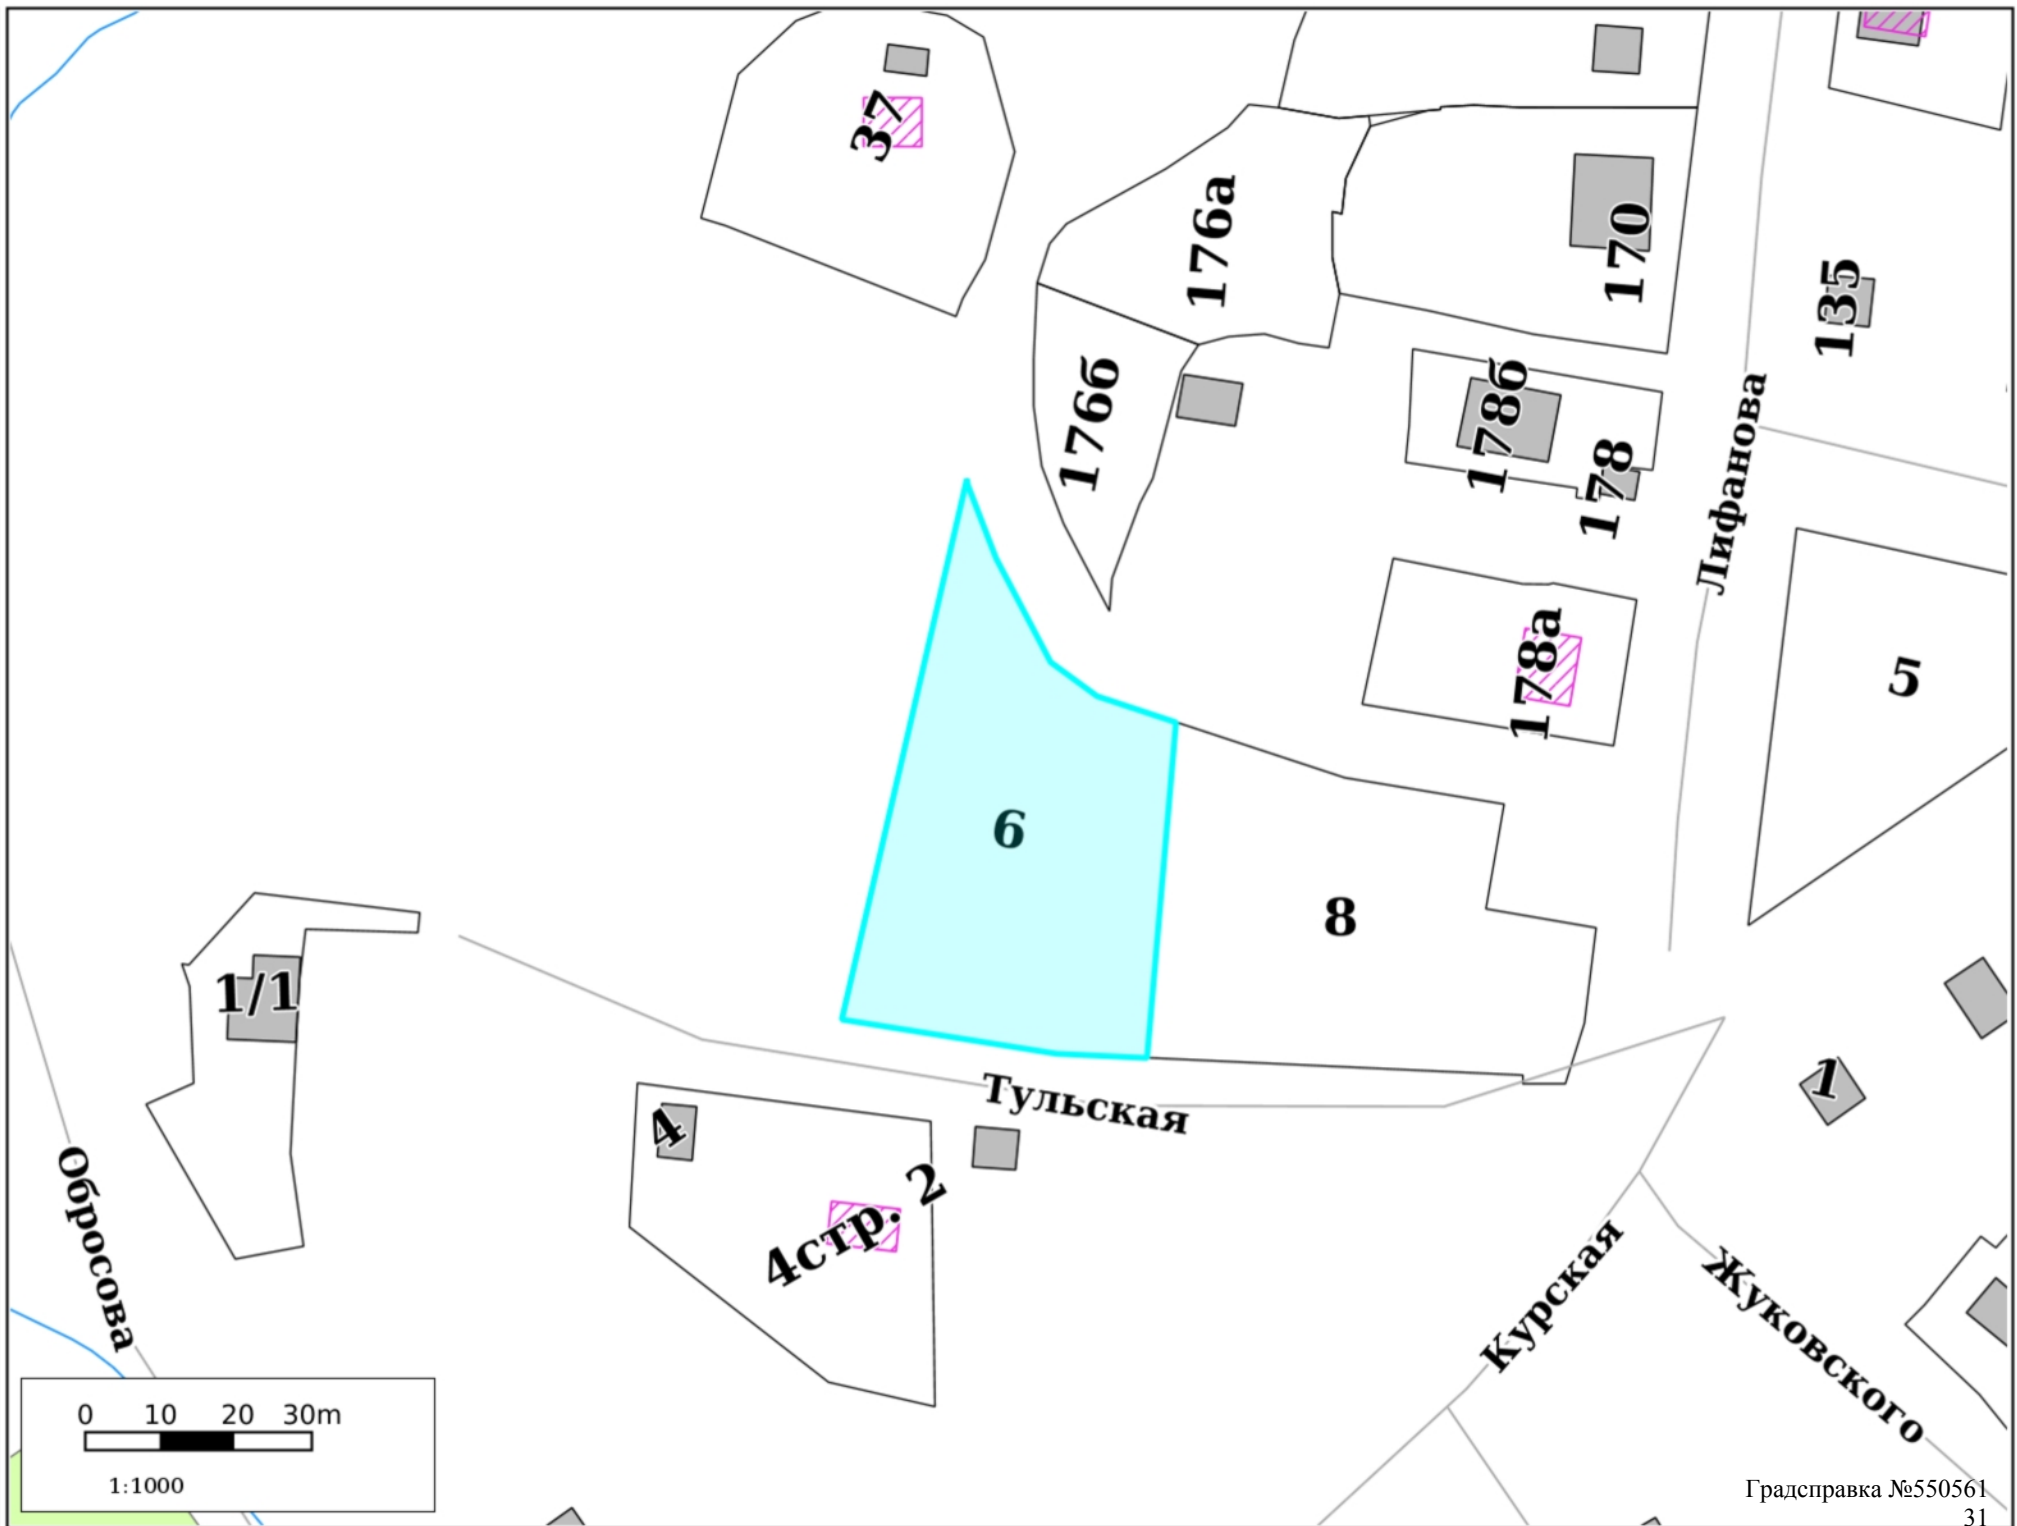 37
176а
170
135
176б
178б
178
Лифанова
178а
5
6
8
1/1
1
Тульская
4
4стр. 2
Обросова
Курская
Жуковского
0 10 20 30m
1:1000
Градсправка №550561
31